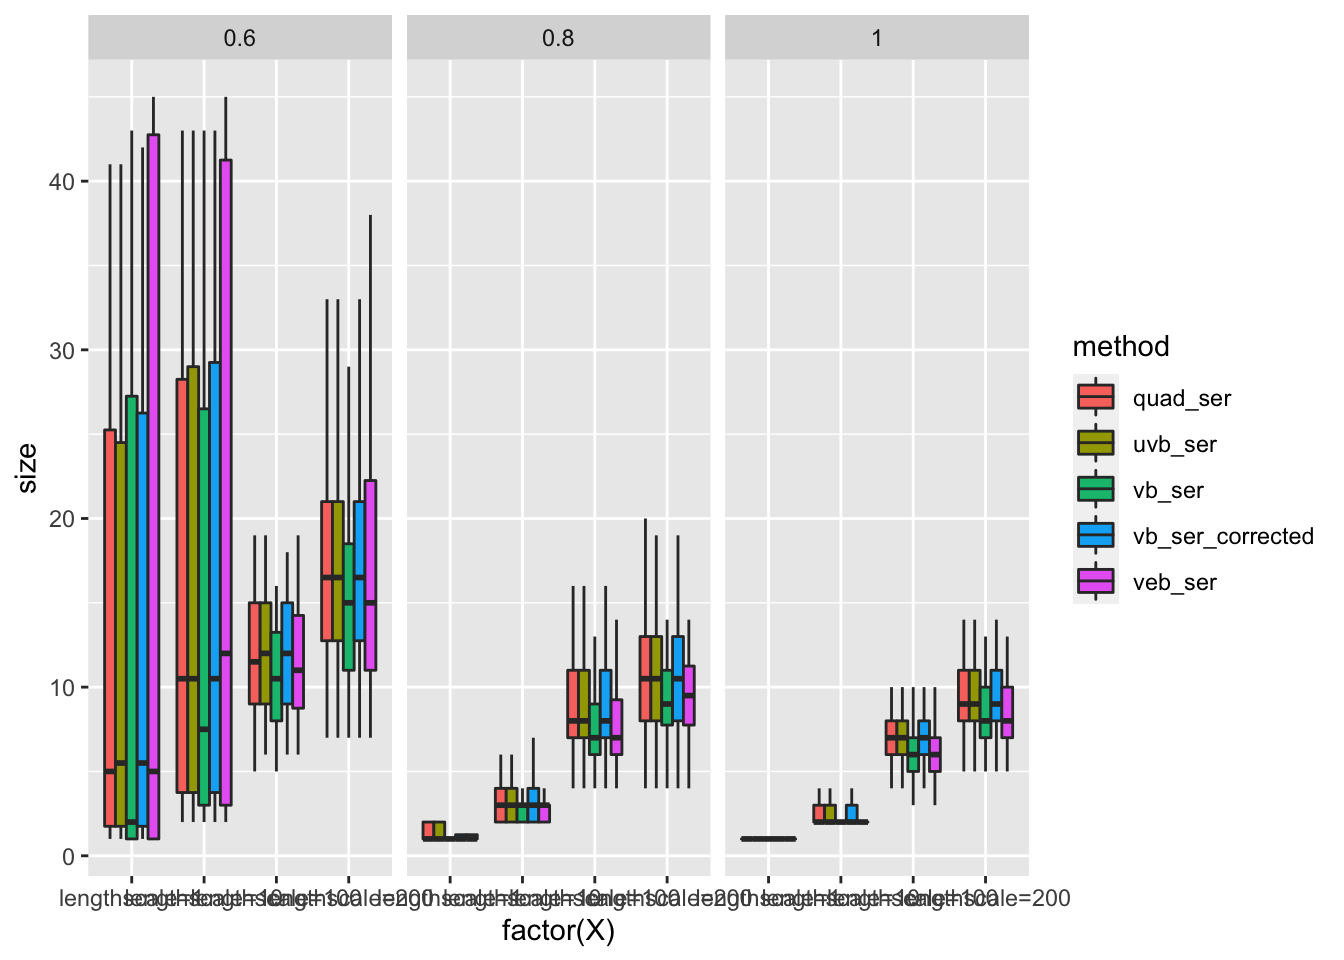 0.6
0.8
1
size
40
30
20
10
0
lengthscale=200
factor(X)
method
quad_ser
uvb_ser
vb_ser
vb_ser_corrected
veb_ser